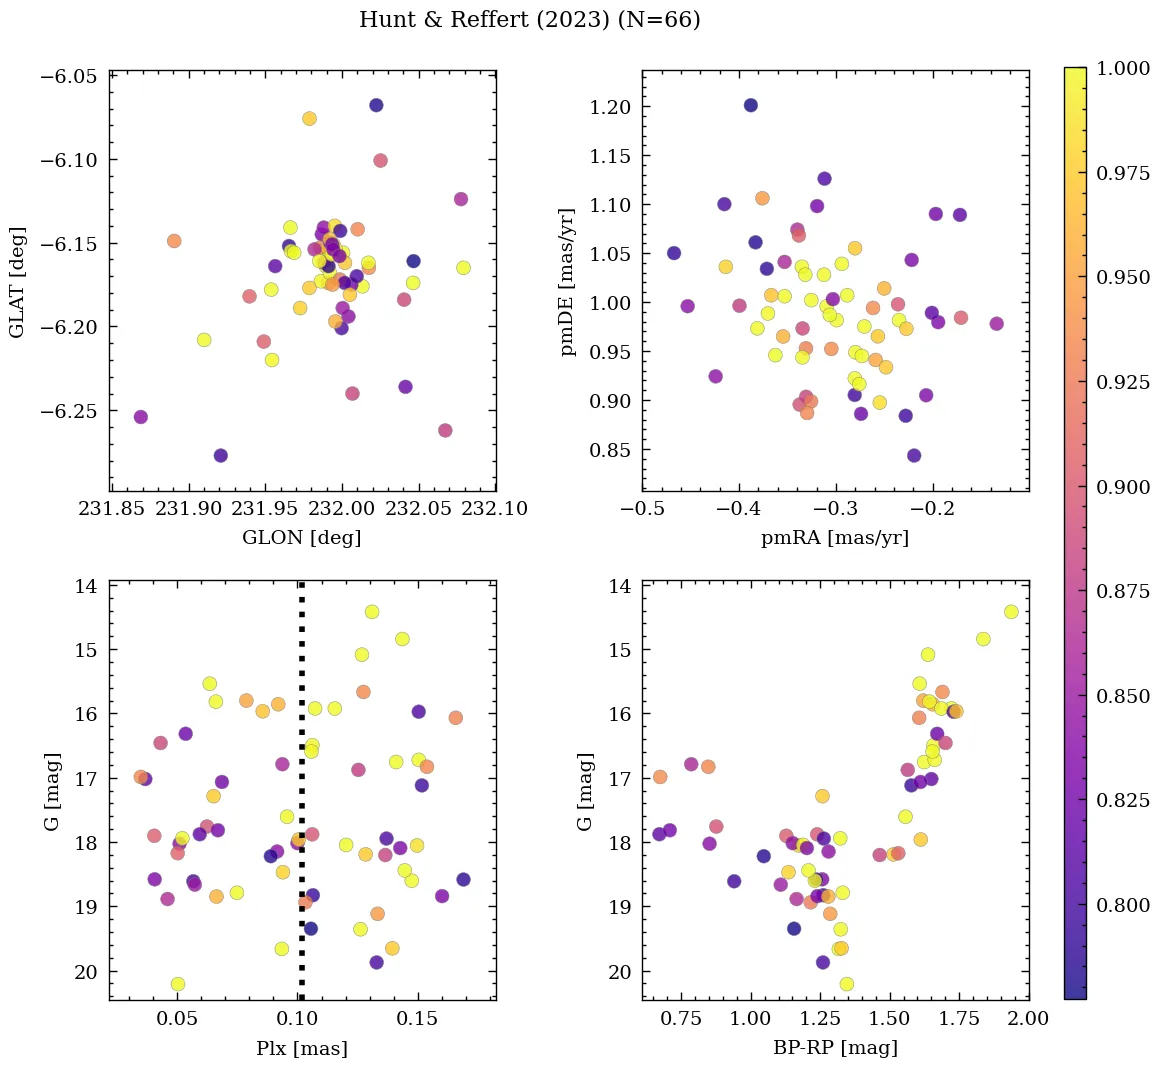 Hunt & Reffert (2023) (N=66)
−6.05
−6.10
−6.15
−6.20
−6.25
GLAT [deg]
231.85 231.90 231.95 232.00 232.05 232.10
GLON [deg]
1.20
1.15
1.10
1.05
1.00
0.95
0.90
0.85
pmDE [mas/yr]
−0.5 −0.4 −0.3 −0.2
pmRA [mas/yr]
14
15
16
17
18
19
20
G [mag]
0.05 0.10 0.15
Plx [mas]
14
15
16
17
18
19
20
G [mag]
0.75 1.00 1.25 1.50 1.75 2.00
BP-RP [mag]
1.000
0.975
0.950
0.925
0.900
0.875
0.850
0.825
0.800